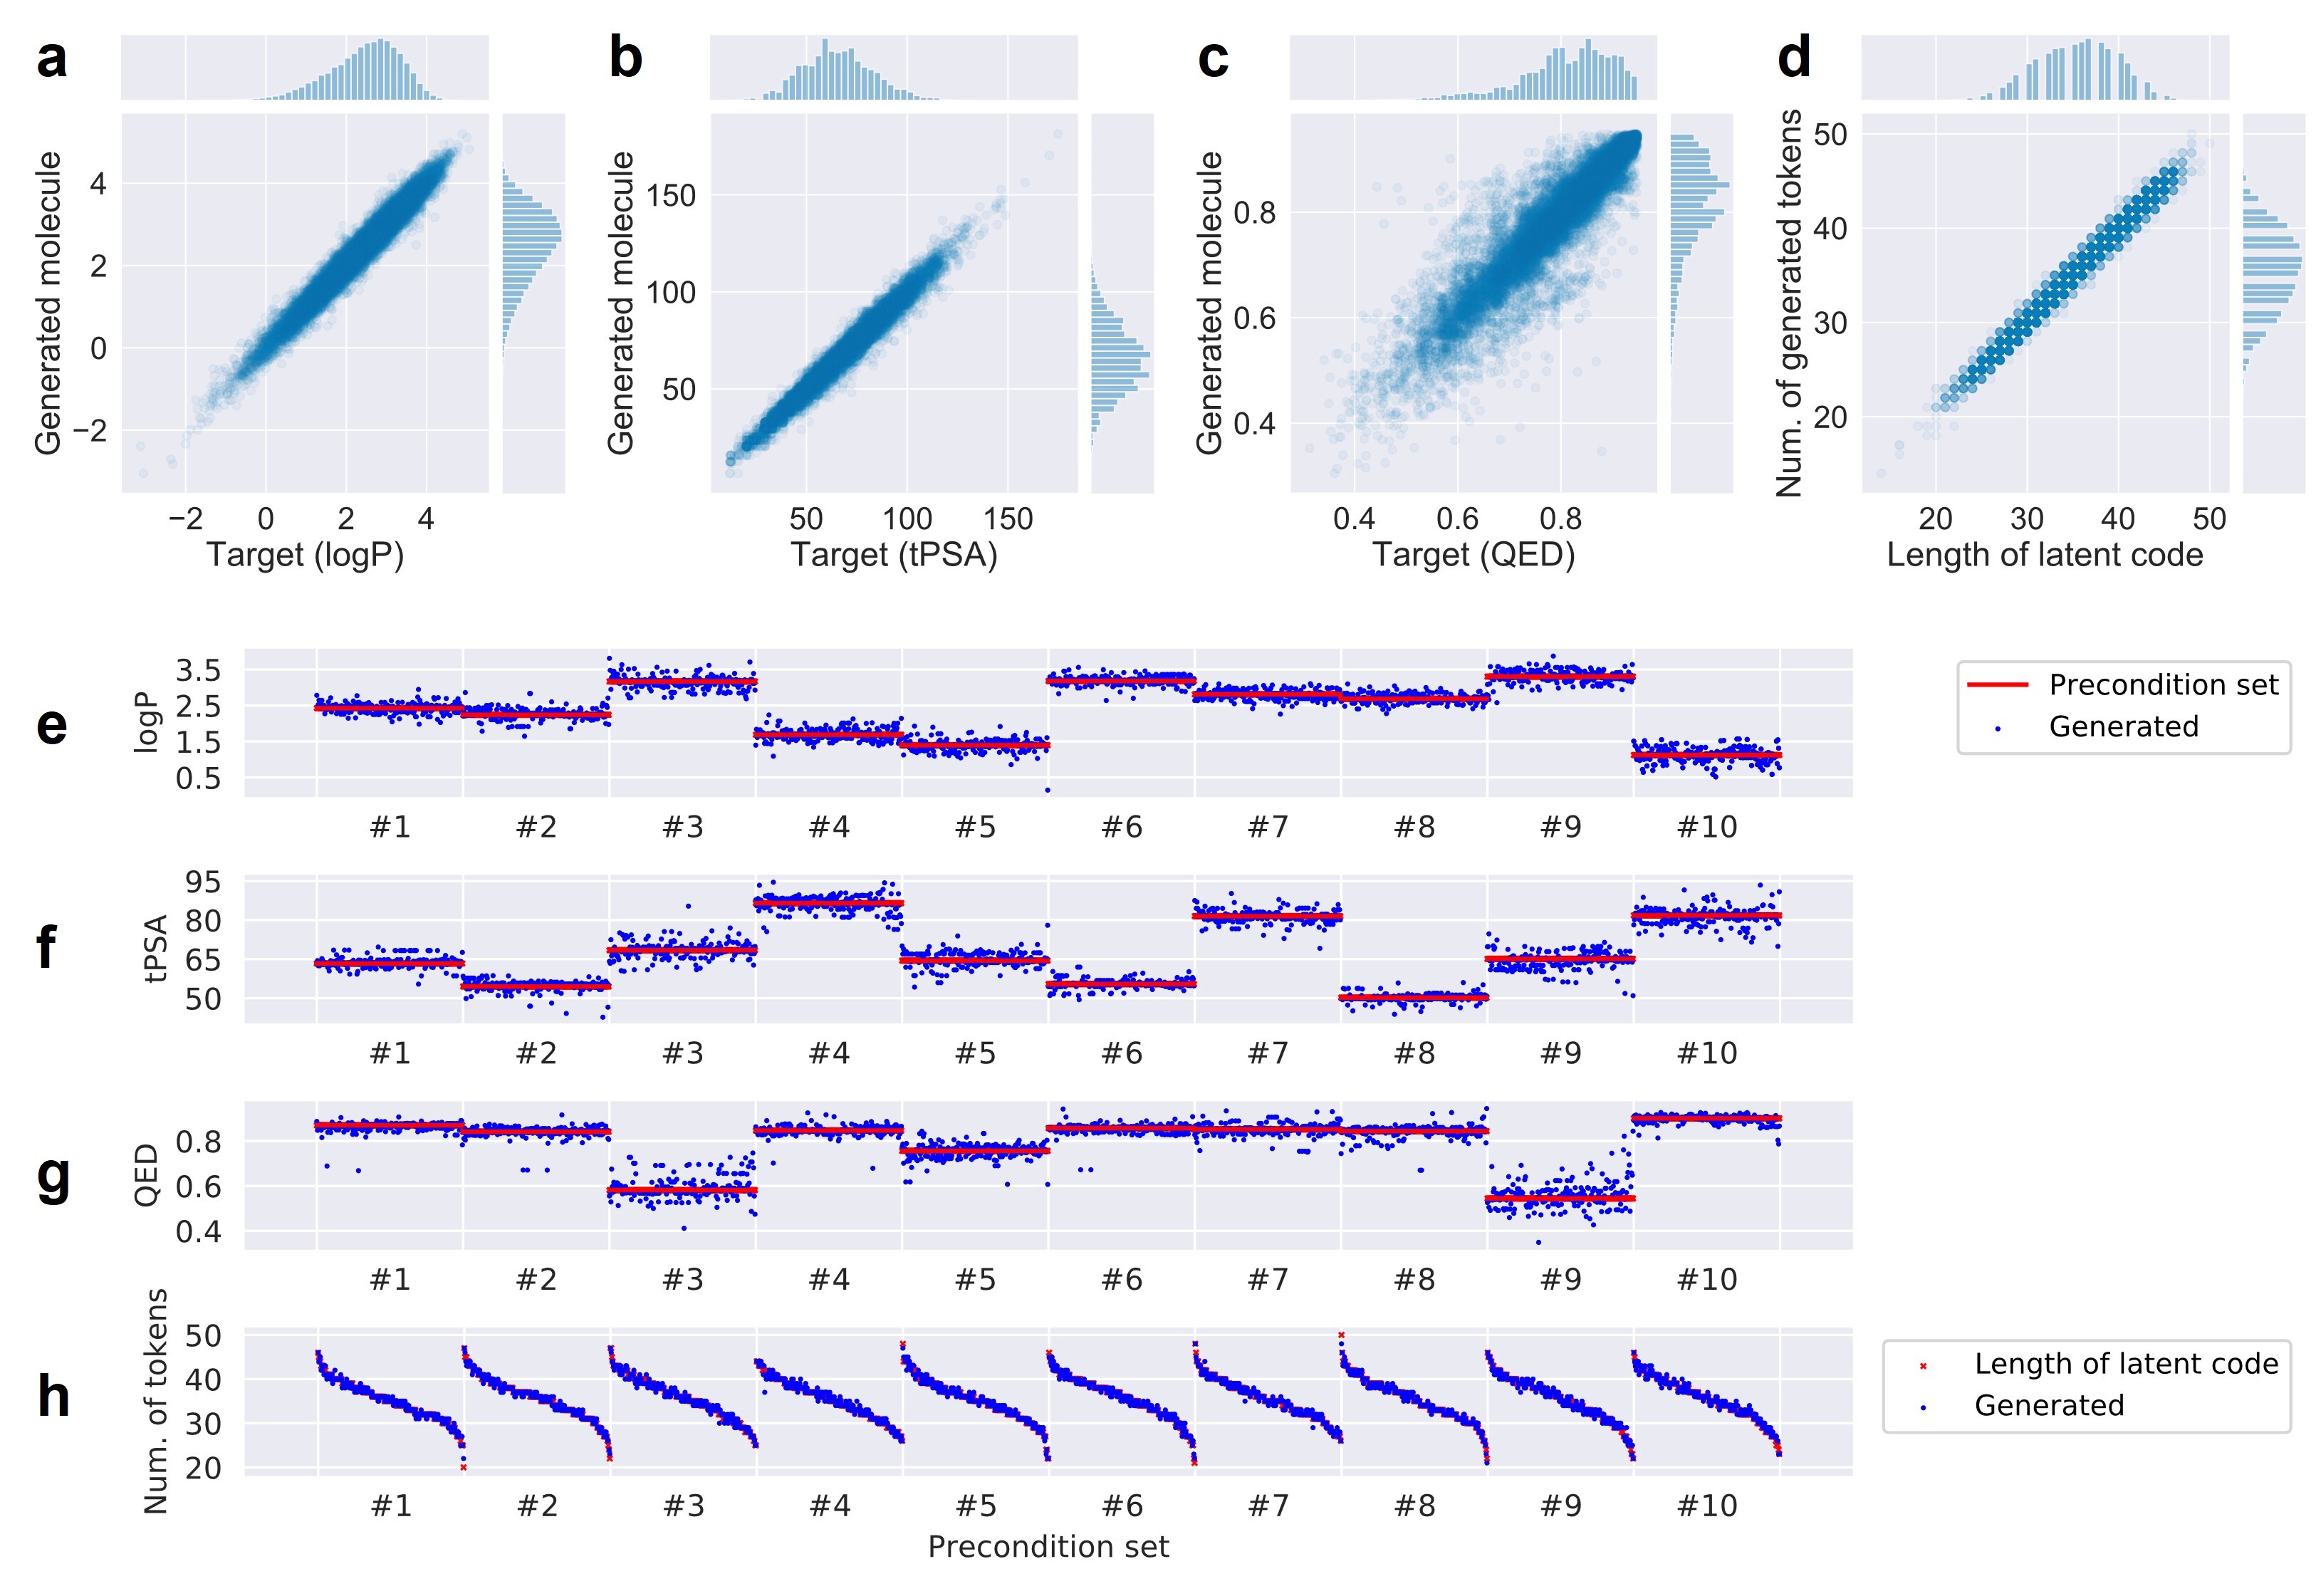 a
Generated molecule
4
2
0
−2
−2 0 2 4
Target (logP)
b
Generated molecule
150
100
50
50 100 150
Target (tPSA)
c
Generated molecule
0.8
0.6
0.4
0.4 0.6 0.8
Target (QED)
d
Num. of generated tokens
50
40
30
20
20 30 40 50
Length of latent code
e
logP
3.5
2.5
1.5
0.5
#1 #2 #3 #4 #5 #6 #7 #8 #9 #10
Precondition set
Generated
f
tPSA
95
80
65
50
#1 #2 #3 #4 #5 #6 #7 #8 #9 #10
g
QED
0.8
0.6
0.4
#1 #2 #3 #4 #5 #6 #7 #8 #9 #10
h
Num. of tokens
50
40
30
20
#1 #2 #3 #4 #5 #6 #7 #8 #9 #10
Precondition set
Length of latent code
Generated